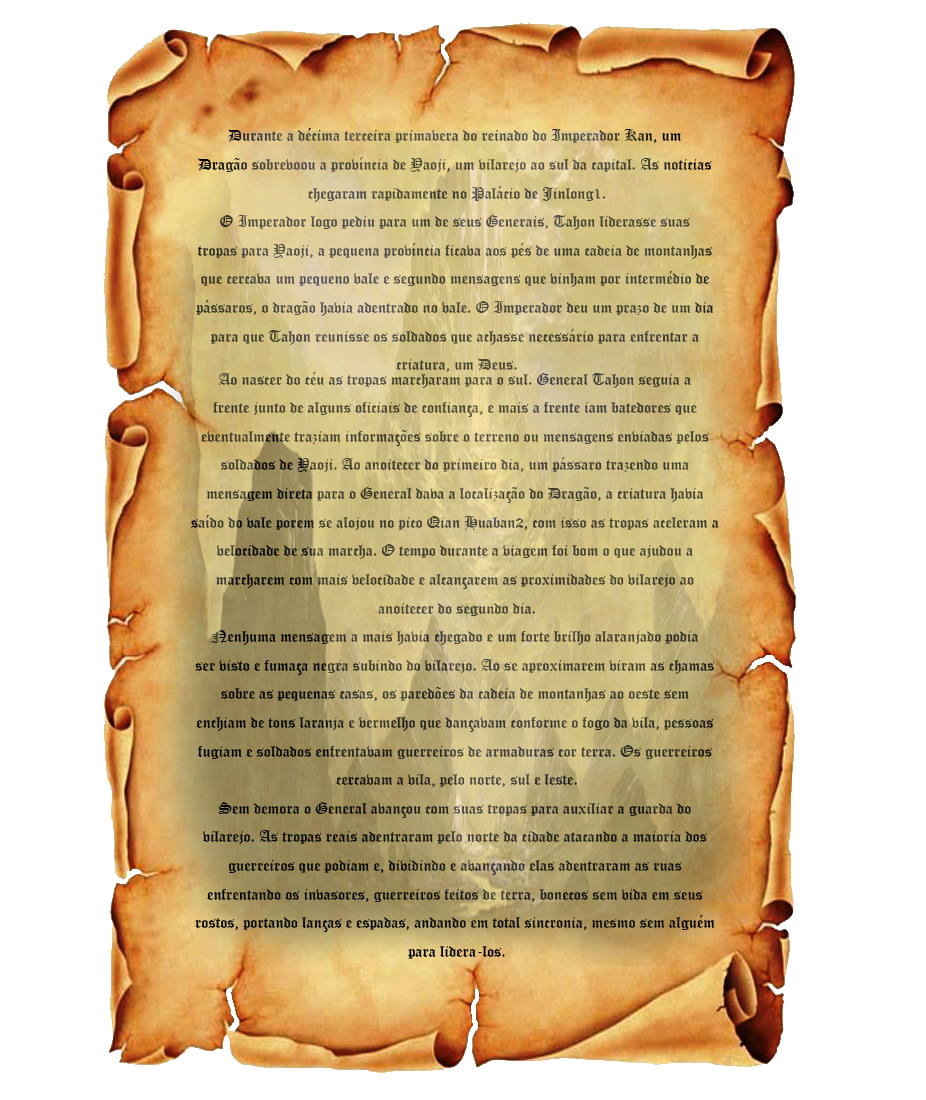 Durante a décima terceira primavera do reinado do Imperador Kan, um
Dragão sobrevoou a província de Yaoji, um vilarejo ao sul da capital. As noticias
chegaram rapidamente no Palácio de Jinlong1.
O Imperador logo pediu para um de seus Generais, Tahon liderasse suas
tropas para Yaoji, a pequena província ficava aos pés de uma cadeia de montanhas
que cercava um pequeno vale e segundo mensagens que vinham por intermédio de
pássaros, o dragão havia adentrado no vale. O Imperador deu um prazo de um dia
para que Tahon reunisse os soldados que achasse necessário para enfrentar a
criatura, um Deus.
Ao nascer do céu as tropas marcharam para o sul. General Tahon seguia a
frente junto de alguns oficiais de confiança, e mais a frente iam batedores que
eventualmente traziam informações sobre o terreno ou mensagens enviadas pelos
soldados de Yaoji. Ao anoitecer do primeiro dia, um pássaro trazendo uma
mensagem direta para o General dava a localização do Dragão, a criatura havia
saído do vale porem se alojou no pico Qian Huaban2, com isso as tropas aceleram a
velocidade de sua marcha. O tempo durante a viagem foi bom o que ajudou a
marcharem com mais velocidade e alcançarem as proximidades do vilarejo ao
anoitecer do segundo dia.
Nenhuma mensagem a mais havia chegado e um forte brilho alaranjado podia
ser visto e fumaça negra subindo do vilarejo. Ao se aproximarem viram as chamas
sobre as pequenas casas, os paredões da cadeia de montanhas ao oeste sem
enchiam de tons laranja e vermelho que dançavam conforme o fogo da vila, pessoas
fugiam e soldados enfrentavam guerreiros de armaduras cor terra. Os guerreiros
cercavam a vila, pelo norte, sul e leste.
Sem demora o General avançou com suas tropas para auxiliar a guarda do
vilarejo. As tropas reais adentraram pelo norte da cidade atacando a maioria dos
guerreiros que podiam e, dividindo e avançando elas adentraram as ruas
enfrentando os invasores, guerreiros feitos de terra, bonecos sem vida em seus
rostos, portando lanças e espadas, andando em total sincronia, mesmo sem alguém
para lidera-los.